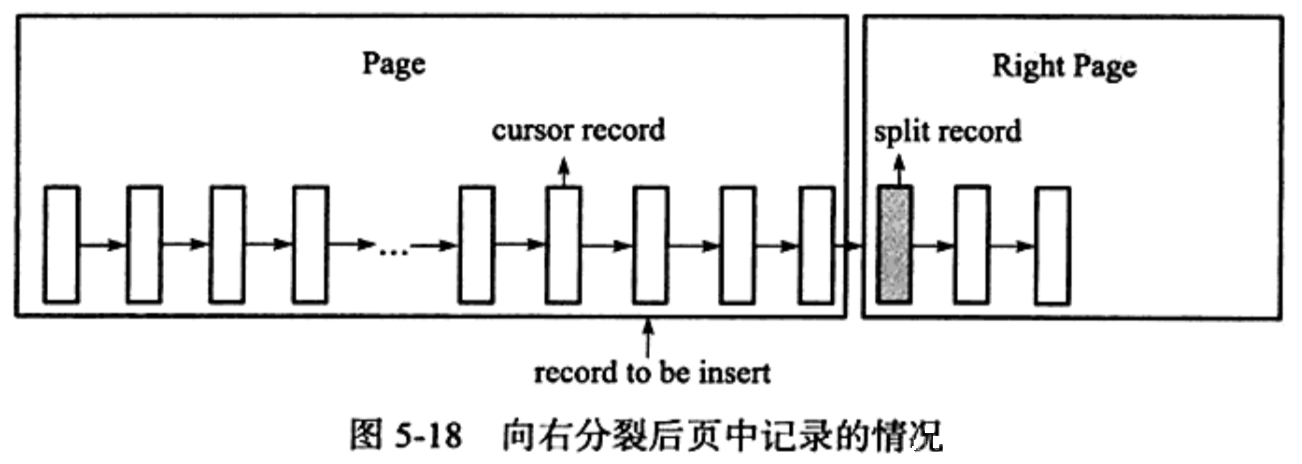 Page
Right Page
cursor record
split record
...
record to be insert
图 5-18 向右分裂后页中记录的情况